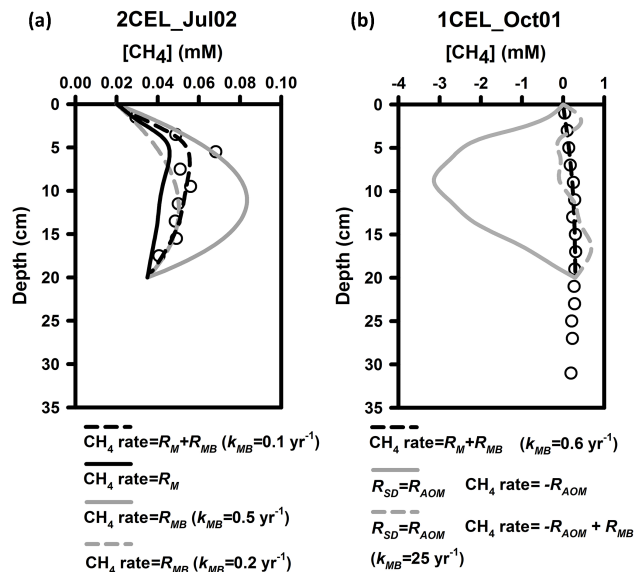 (a) 2CEL_Jul02
[CH4] (mM)
0.00 0.02 0.04 0.06 0.08 0.10
0
5
10
15
20
25
30
35
Depth (cm)
CH4 rate=RM+RMB (kMB=0.1 yr-1)
CH4 rate=RM
CH4 rate=RMB (kMB=0.5 yr-1)
CH4 rate=RMB (kMB=0.2 yr-1)
(b) 1CEL_Oct01
[CH4] (mM)
-4 -3 -2 -1 0 1
0
5
10
15
20
25
30
35
Depth (cm)
CH4 rate=RM+RMB (kMB=0.6 yr-1)
RSD=RAOM CH4 rate= -RAOM
RSD=RAOM CH4 rate= -RAOM + RMB
(kMB=25 yr-1)